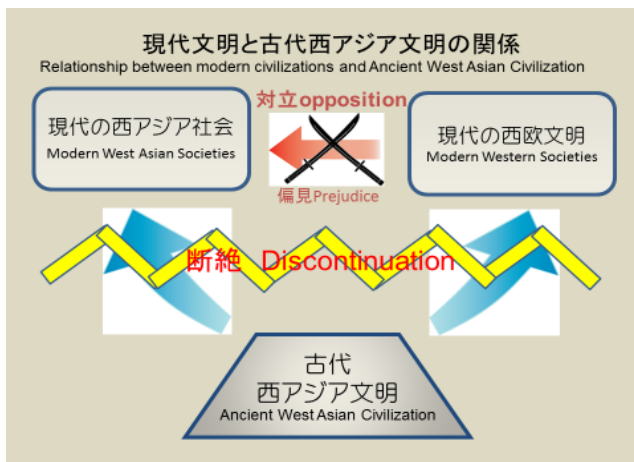 現代文明と古代西アジア文明の関係
Relationship between modern civilizations and Ancient West Asian Civilization
対立opposition
現代の西アジア社会
Modern West Asian Societies
現代の西欧文明
Modern Western Societies
偏見Prejudice
断絶 Discontinuation
古代
西アジア文明
Ancient West Asian Civilization